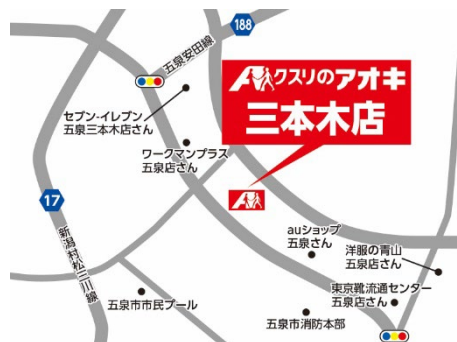 188
五泉安田線
クスリのアオキ
三本木店
セブン-イレブン
五泉三本木店さん
ワークマンプラス
五泉店さん
17
新潟村松三川線
auショップ
五泉さん
洋服の青山
五泉店さん
東京靴流通センター
五泉店さん
五泉市市民プール
五泉市消防本部